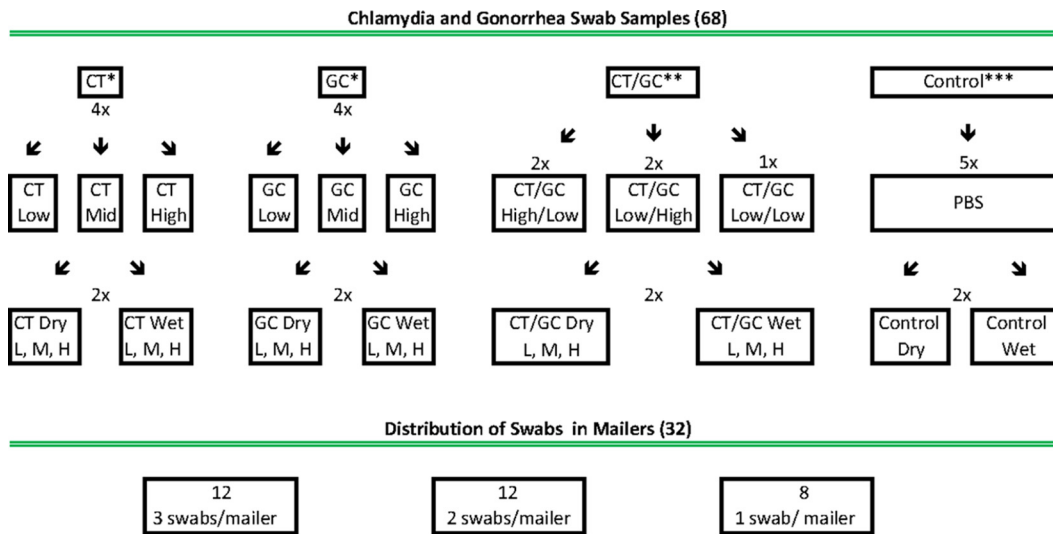 Chlamydia and Gonorrhea Swab Samples (68)
CT*
GC*
CT/GC**
Control***
4x
4x
2x
2x
1x
5x
CT
Low
CT
Mid
CT
High
GC
Low
GC
Mid
GC
High
CT/GC
High/Low
CT/GC
Low/High
CT/GC
Low/Low
PBS
2x
2x
2x
2x
CT Dry
L, M, H
CT Wet
L, M, H
GC Dry
L, M, H
GC Wet
L, M, H
CT/GC Dry
L, M, H
CT/GC Wet
L, M, H
Control
Dry
Control
Wet
Distribution of Swabs in Mailers (32)
12
3 swabs/mailer
12
2 swabs/mailer
8
1 swab/ mailer